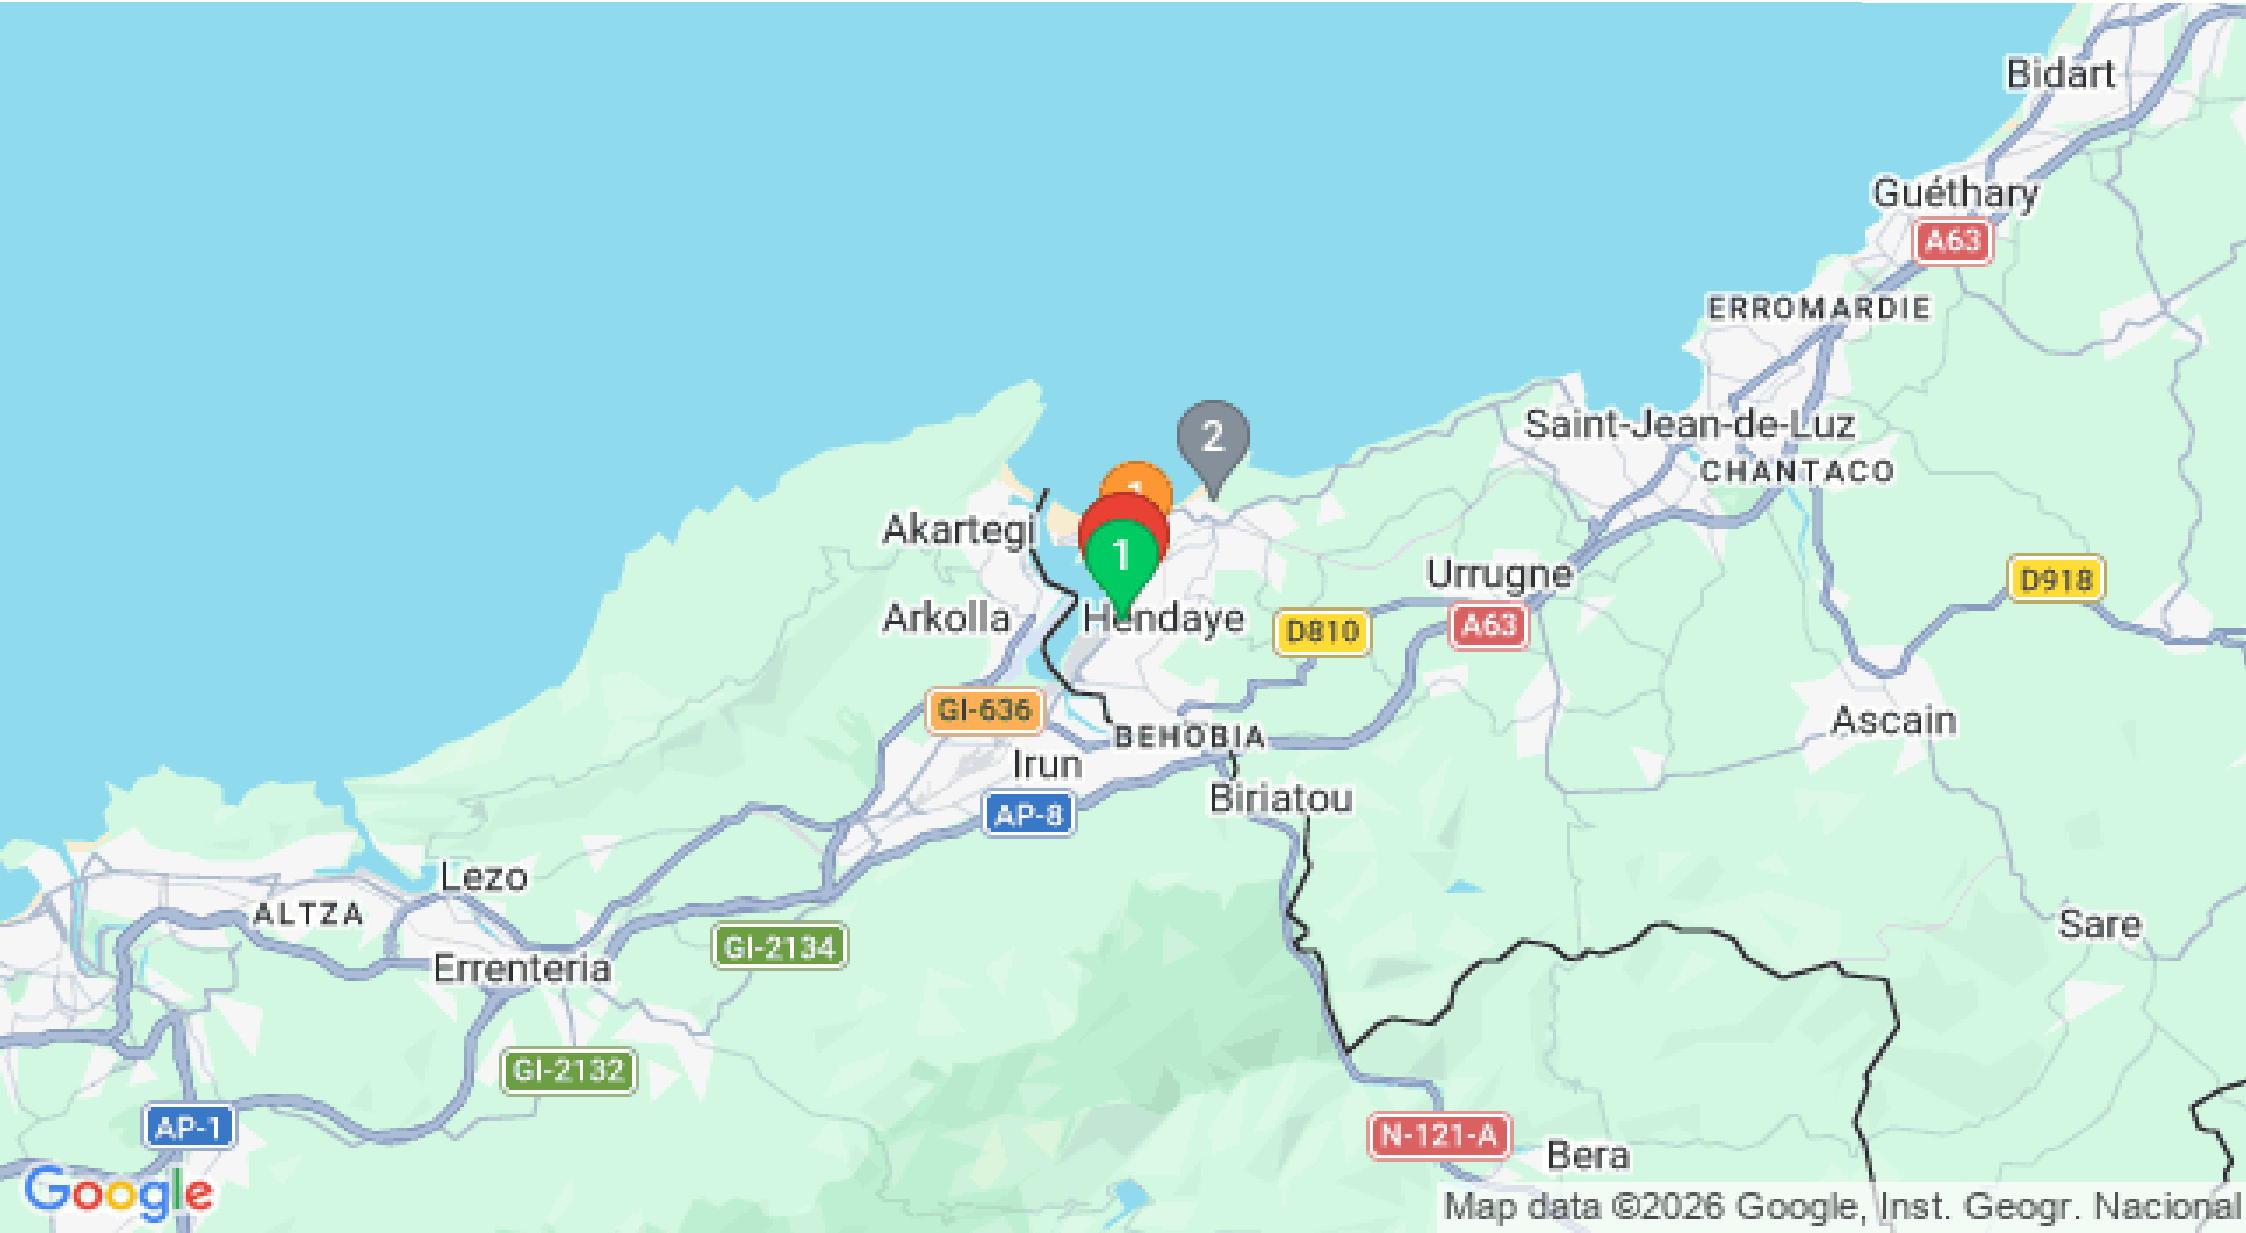 Bidart
Guéthary
A63
ERROMARDIE
Saint-Jean-de-Luz
CHANTACO
2
1
Akartegi
Urrugne
D918
Arkolla
Hendaye
D810
A63
GI-636
BEHOBIA
Ascain
Irun
Biriatou
AP-8
Lezo
ALTZA
Sare
GI-2134
Errenteria
GI-2132
AP-1
N-121-A
Bera
Google
Map data ©2026 Google, Inst. Geogr. Nacional